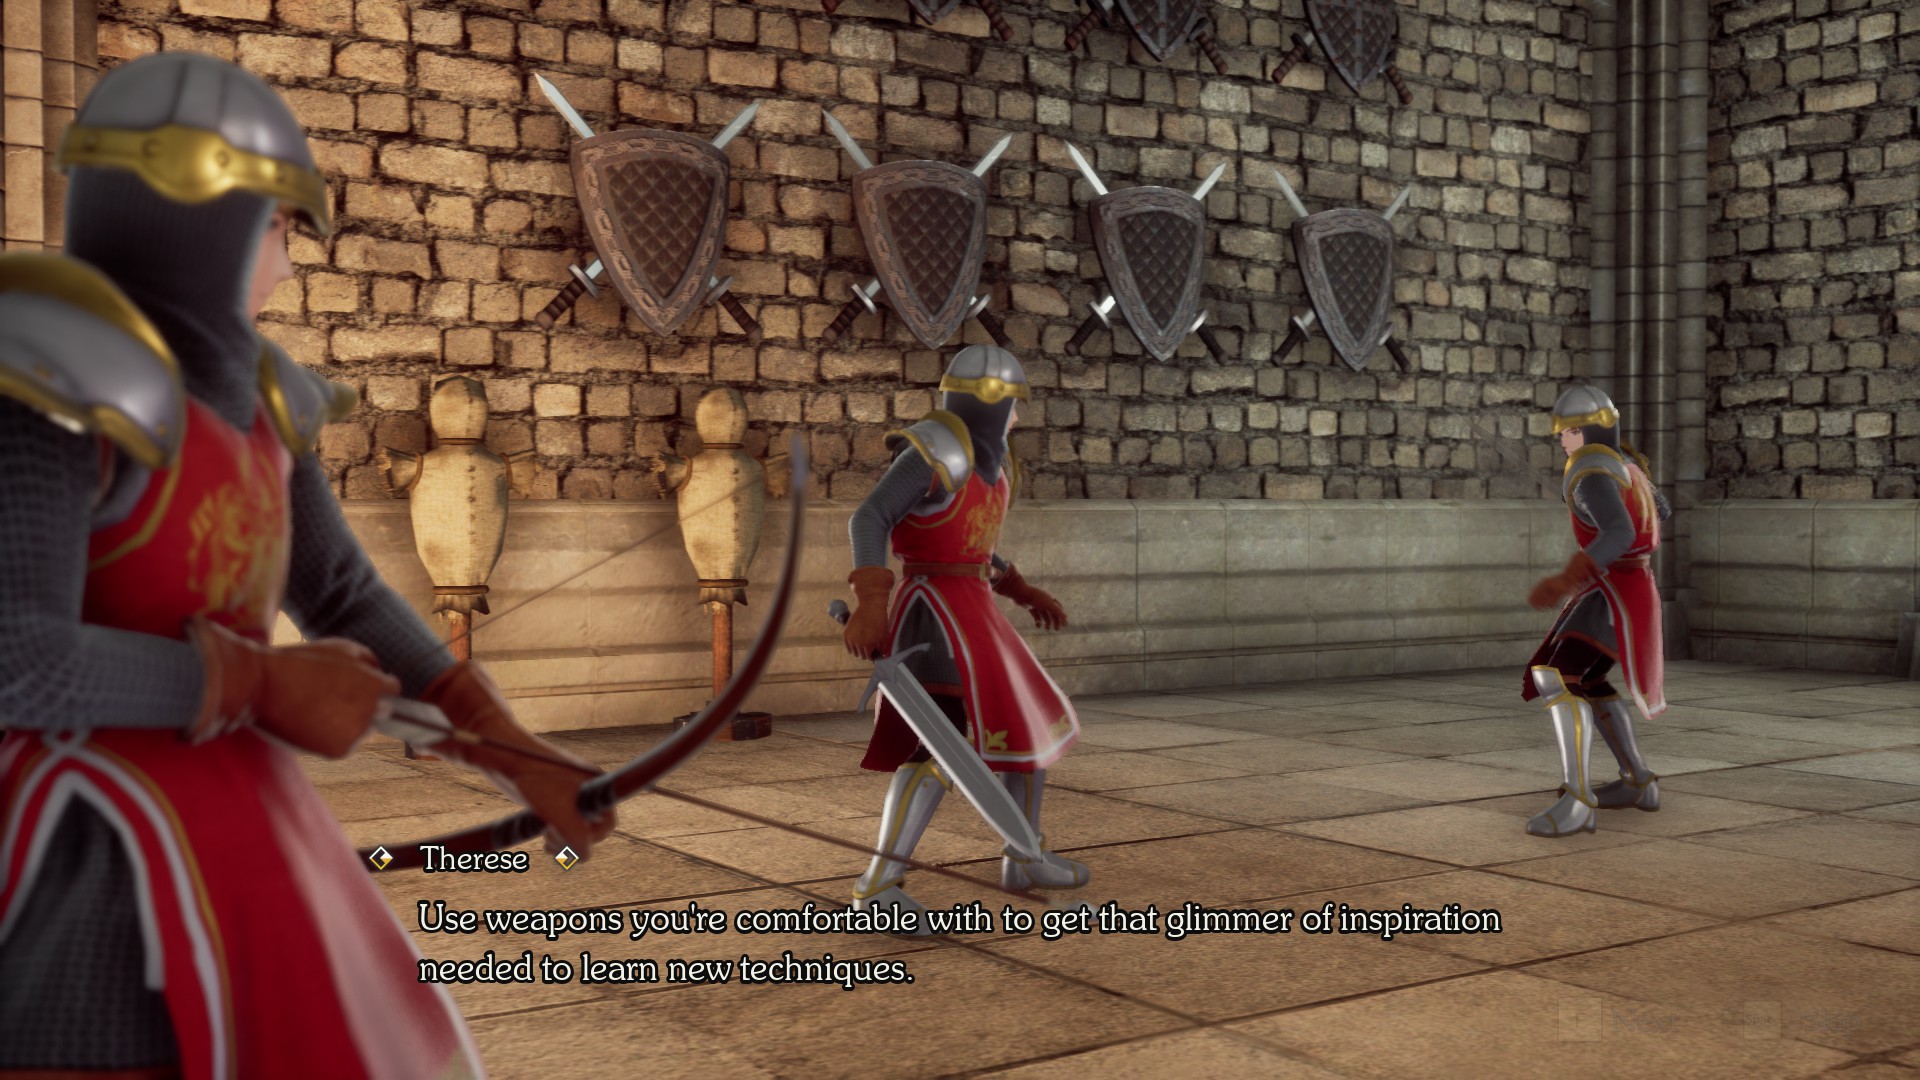 Therese
Use weapons you're comfortable with to get that glimmer of inspiration
needed to learn new techniques.